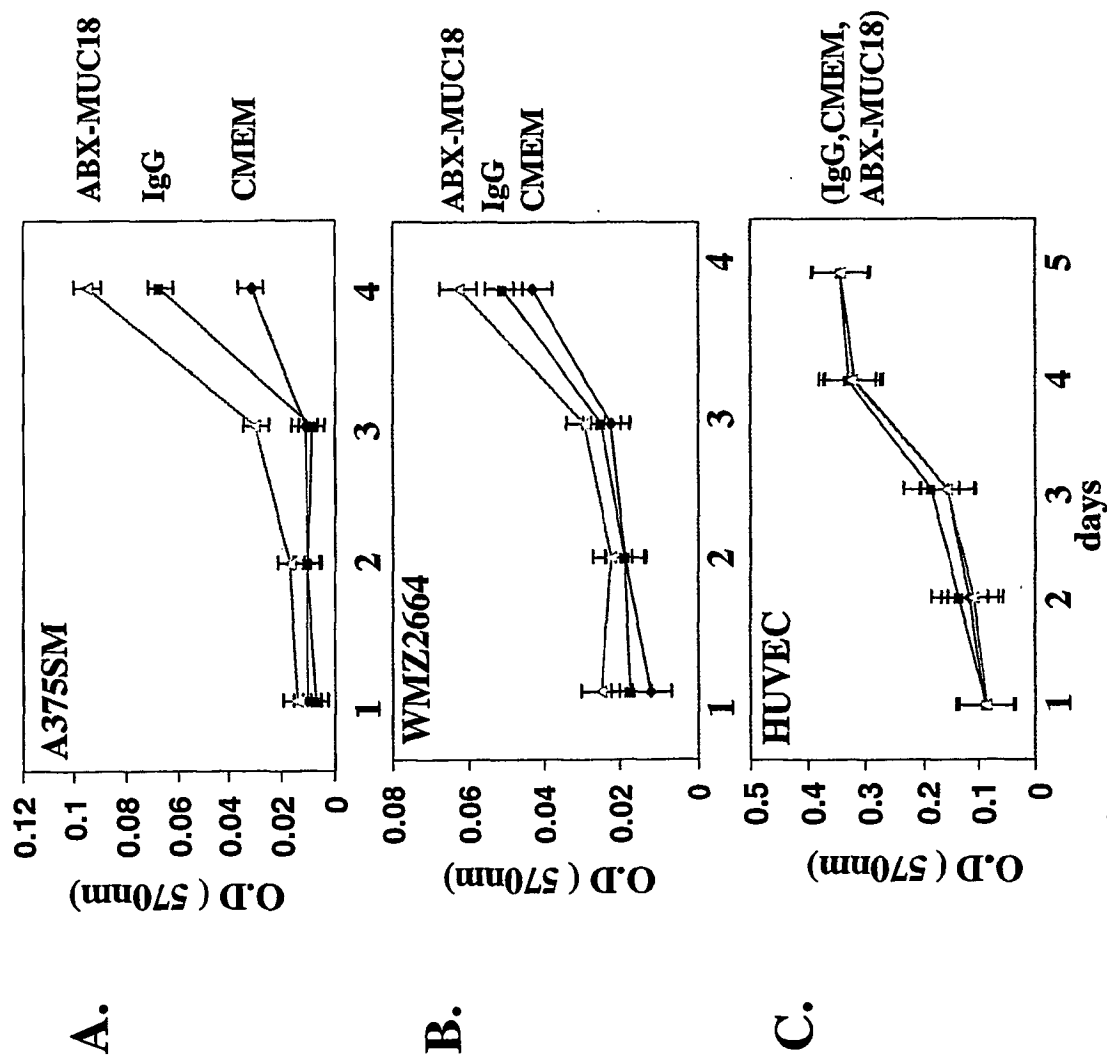 A.
A375SM
O.D ( 570nm)
0.12
0.1
0.08
0.06
0.04
0.02
0
1 2 3 4
ABX-MUC18
IgG
CMEM
B.
WMZ2664
O.D ( 570nm)
0.08
0.06
0.04
0.02
0
1 2 3 4
ABX-MUC18
IgG
CMEM
C.
HUVEC
O.D ( 570nm)
0.5
0.4
0.3
0.2
0.1
0
1 2 3 4 5
days
(IgG,CMEM,
ABX-MUC18)